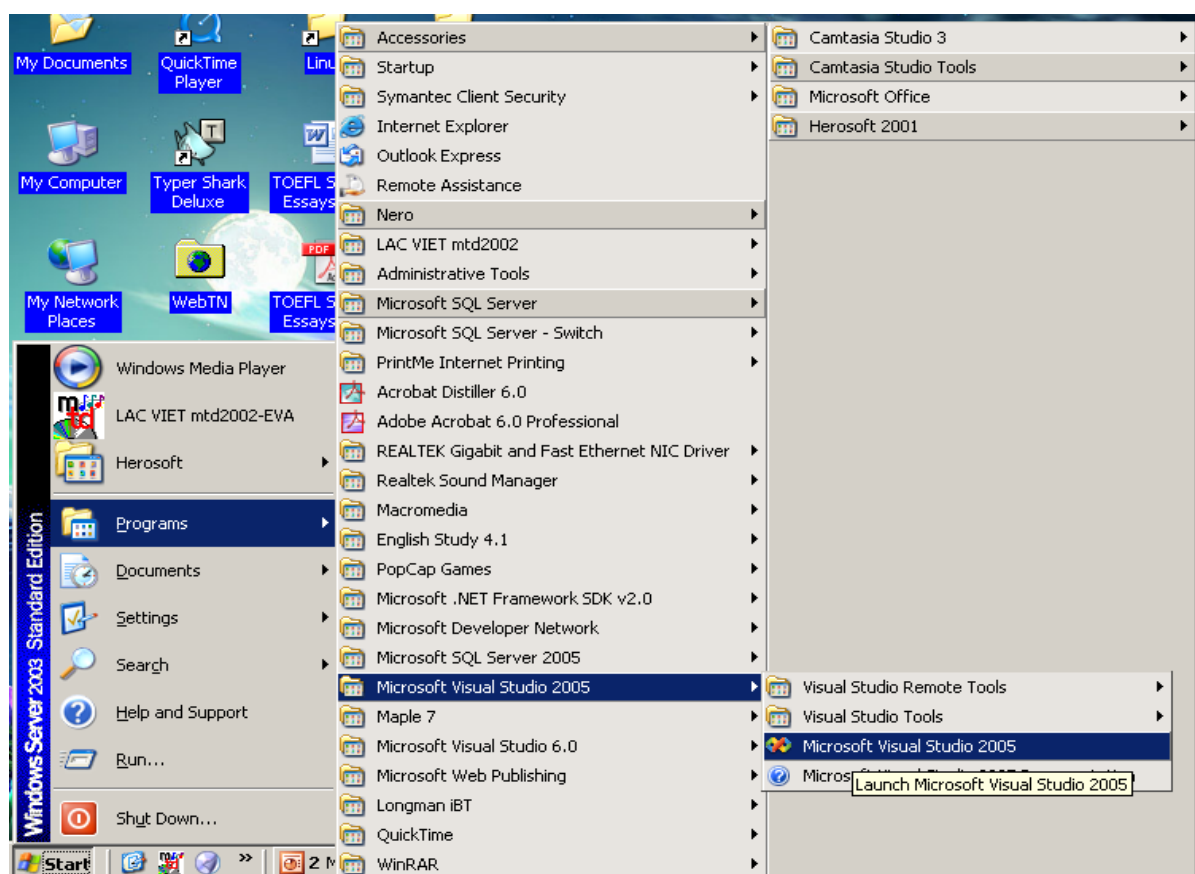 My Documents
QuickTime
Player
My Computer
Typer Shark
Deluxe
TOEFL S
Essays
My Network
Places
WebTN
PDF
TOEFL S
Essays
Windows Media Player
LAC VIET mtd2002-EVA
Herosoft
Programs
Documents
Settings
Search
Help and Support
Run...
Shut Down...
Windows Server 2003 Standard Edition
Start
2
Accessories
Startup
Symantec Client Security
Internet Explorer
Outlook Express
Remote Assistance
Nero
LAC VIET mtd2002
Administrative Tools
Microsoft SQL Server
Microsoft SQL Server - Switch
PrintMe Internet Printing
Acrobat Distiller 6.0
Adobe Acrobat 6.0 Professional
REALTEK Gigabit and Fast Ethernet NIC Driver
Realtek Sound Manager
Macromedia
English Study 4.1
PopCap Games
Microsoft .NET Framework SDK v2.0
Microsoft Developer Network
Microsoft SQL Server 2005
Microsoft Visual Studio 2005
Maple 7
Microsoft Visual Studio 6.0
Microsoft Web Publishing
Longman iBT
QuickTime
WinRAR
Camtasia Studio 3
Camtasia Studio Tools
Microsoft Office
Herosoft 2001
Visual Studio Remote Tools
Visual Studio Tools
Microsoft Visual Studio 2005
Launch Microsoft Visual Studio 2005